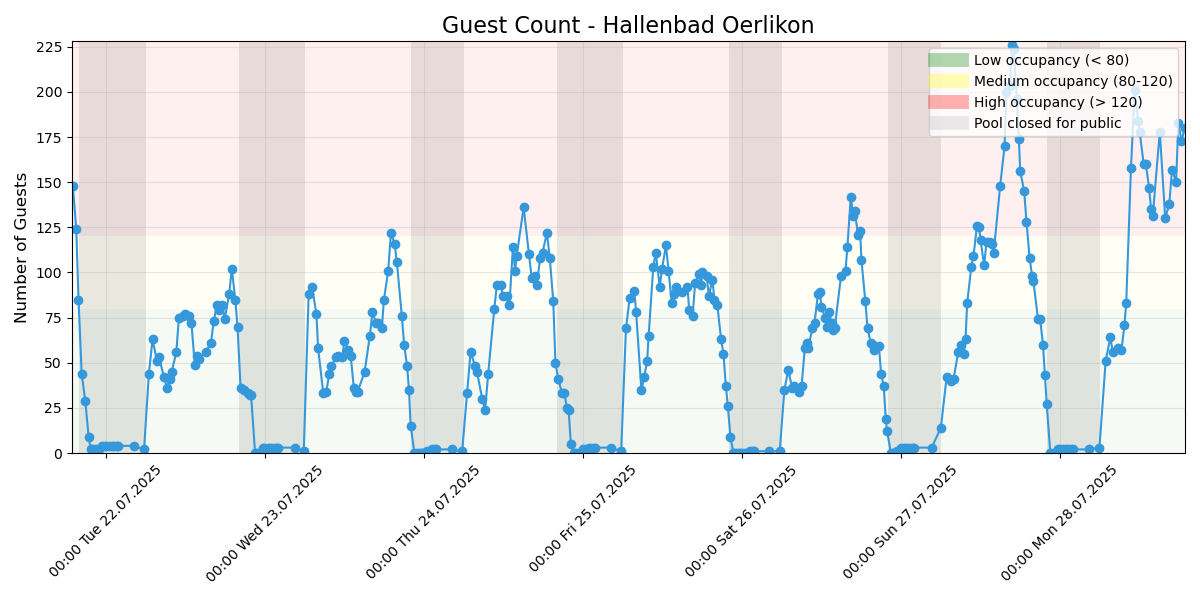 Guest Count - Hallenbad Oerlikon
Number of Guests
225
200
175
150
125
100
75
50
25
0
Low occupancy (< 80)
Medium occupancy (80-120)
High occupancy (> 120)
Pool closed for public
00:00 Tue 22.07.2025
00:00 Wed 23.07.2025
00:00 Thu 24.07.2025
00:00 Fri 25.07.2025
00:00 Sat 26.07.2025
00:00 Sun 27.07.2025
00:00 Mon 28.07.2025